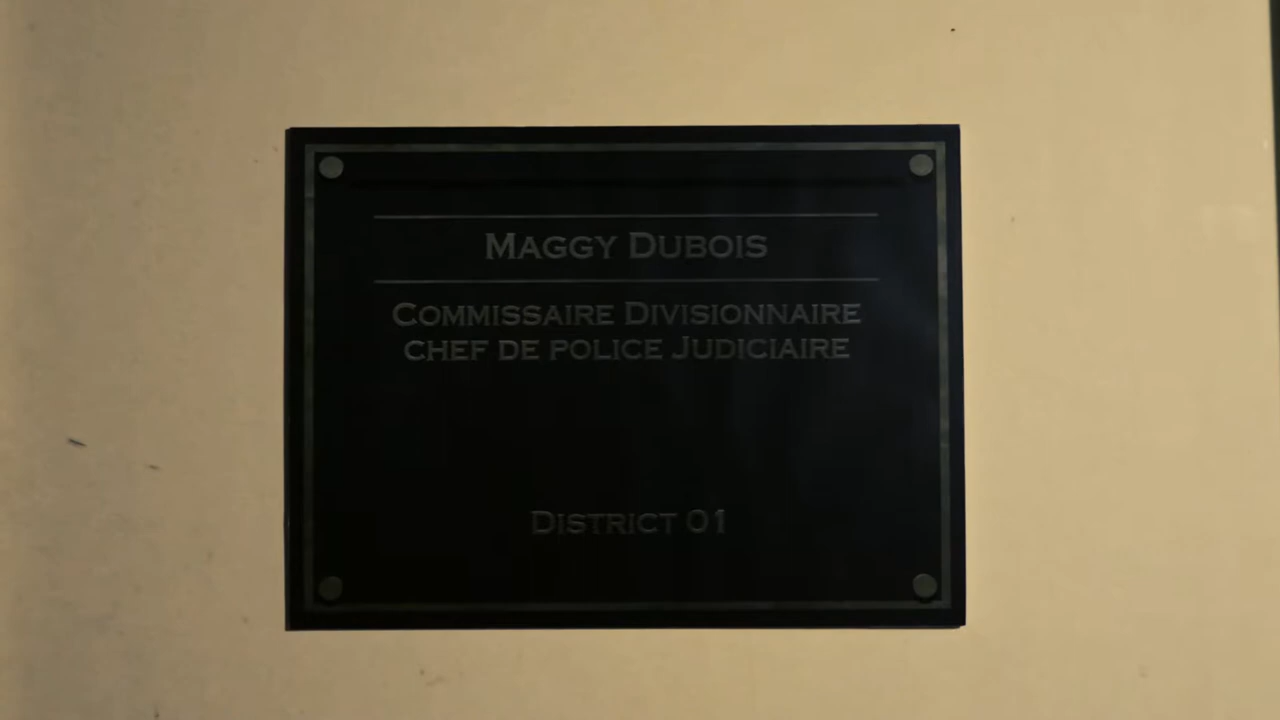 Maggy Dubois
Commissaire Divisionnaire
chef de police Judiciaire
District 01